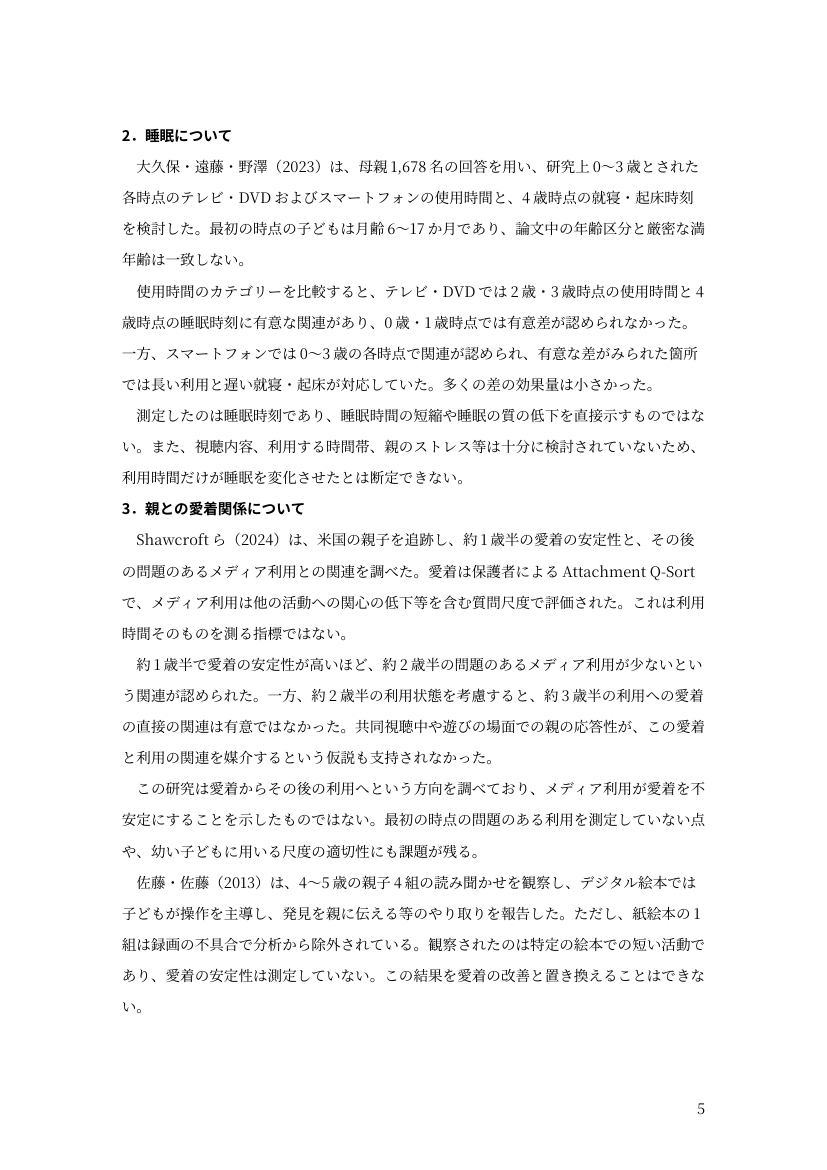 2．睡眠について
大久保・遠藤・野澤（2023）は、母親 1,678 名の回答を用い、研究上 0～3 歳とされた
各時点のテレビ・DVD およびスマートフォンの使用時間と、4 歳時点の就寝・起床時刻
を検討した。最初の時点の子どもは月齢 6～17 か月であり、論文中の年齢区分と厳密な満
年齢は一致しない。
使用時間のカテゴリーを比較すると、テレビ・DVD では 2 歳・3 歳時点の使用時間と 4
歳時点の睡眠時刻に有意な関連があり、0 歳・1 歳時点では有意差が認められなかった。
一方、スマートフォンでは 0～3 歳の各時点で関連が認められ、有意な差がみられた箇所
では長い利用と遅い就寝・起床が対応していた。多くの差の効果量は小さかった。
測定したのは睡眠時刻であり、睡眠時間の短縮や睡眠の質の低下を直接示すものではな
い。また、視聴内容、利用する時間帯、親のストレス等は十分に検討されていないため、
利用時間だけが睡眠を変化させたとは断定できない。
3．親との愛着関係について
Shawcroft ら（2024）は、米国の親子を追跡し、約 1 歳半の愛着の安定性と、その後
の問題のあるメディア利用との関連を調べた。愛着は保護者による Attachment Q-Sort
で、メディア利用は他の活動への関心の低下等を含む質問尺度で評価された。これは利用
時間そのものを測る指標ではない。
約 1 歳半で愛着の安定性が高いほど、約 2 歳半の問題のあるメディア利用が少ないとい
う関連が認められた。一方、約 2 歳半の利用状態を考慮すると、約 3 歳半の利用への愛着
の直接の関連は有意ではなかった。共同視聴中や遊びの場面での親の応答性が、この愛着
と利用の関連を媒介するという仮説も支持されなかった。
この研究は愛着からその後の利用へという方向を調べており、メディア利用が愛着を不
安定にすることを示したものではない。最初の時点の問題のある利用を測定していない点
や、幼い子どもに用いる尺度の適切性にも課題が残る。
佐藤・佐藤（2013）は、4～5 歳の親子 4 組の読み聞かせを観察し、デジタル絵本では
子どもが操作を主導し、発見を親に伝える等のやり取りを報告した。ただし、紙絵本の 1
組は録画の不具合で分析から除外されている。観察されたのは特定の絵本での短い活動で
あり、愛着の安定性は測定していない。この結果を愛着の改善と置き換えることはできな
い。
5